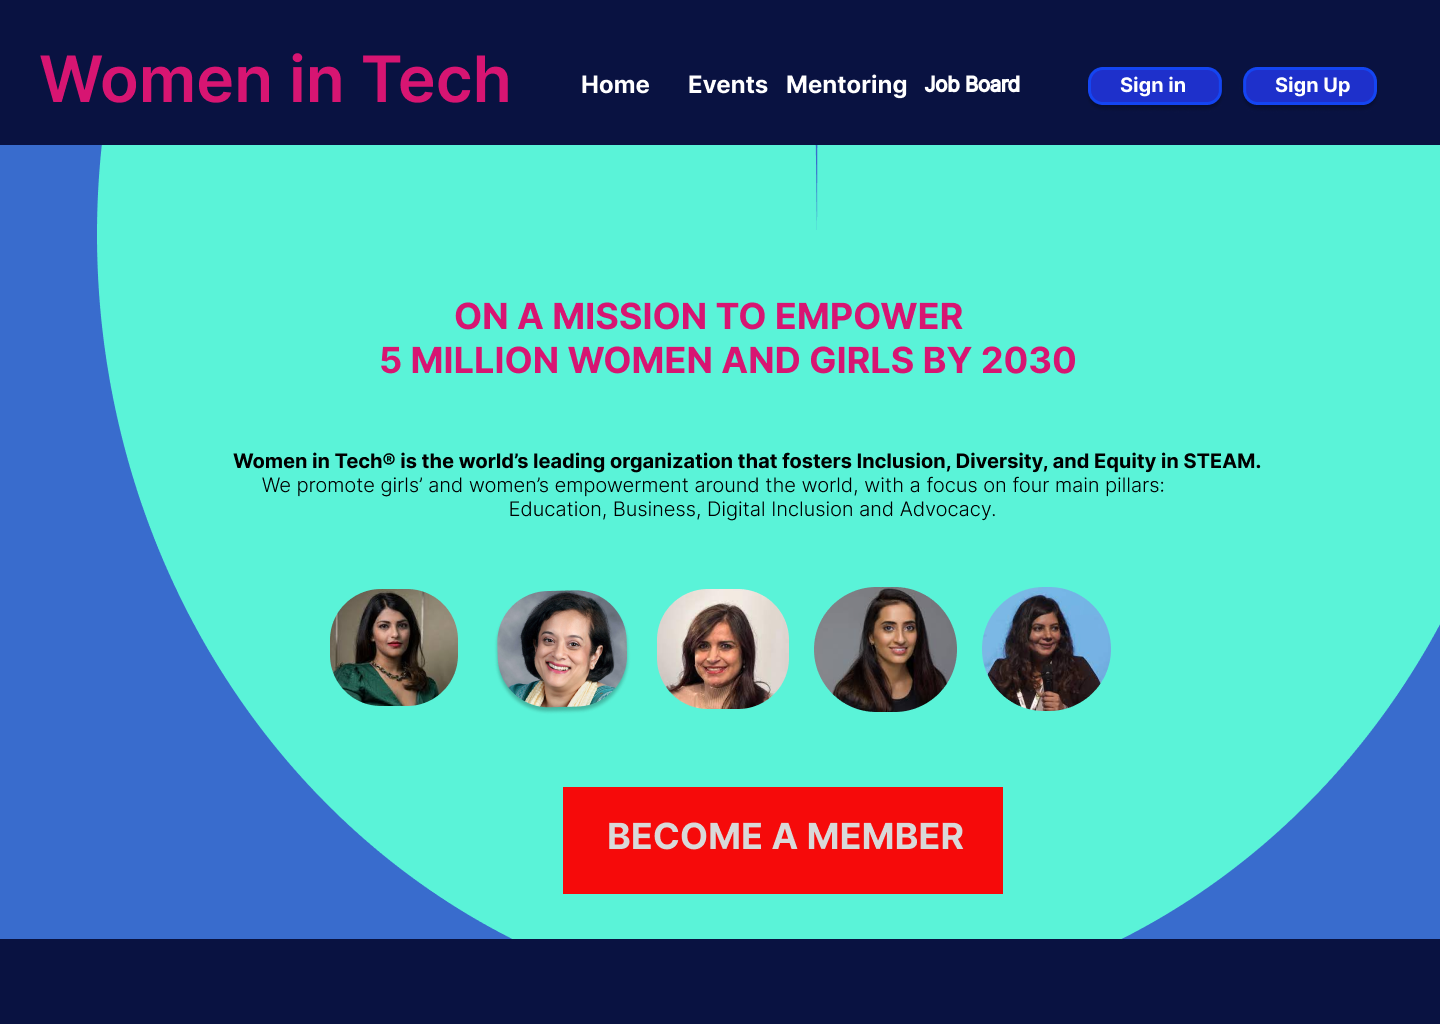 Women in Tech
Home Events Mentoring Job Board Sign in Sign Up
ON A MISSION TO EMPOWER
5 MILLION WOMEN AND GIRLS BY 2030
Women in Tech® is the world’s leading organization that fosters Inclusion, Diversity, and Equity in STEAM.
We promote girls’ and women’s empowerment around the world, with a focus on four main pillars:
Education, Business, Digital Inclusion and Advocacy.
BECOME A MEMBER